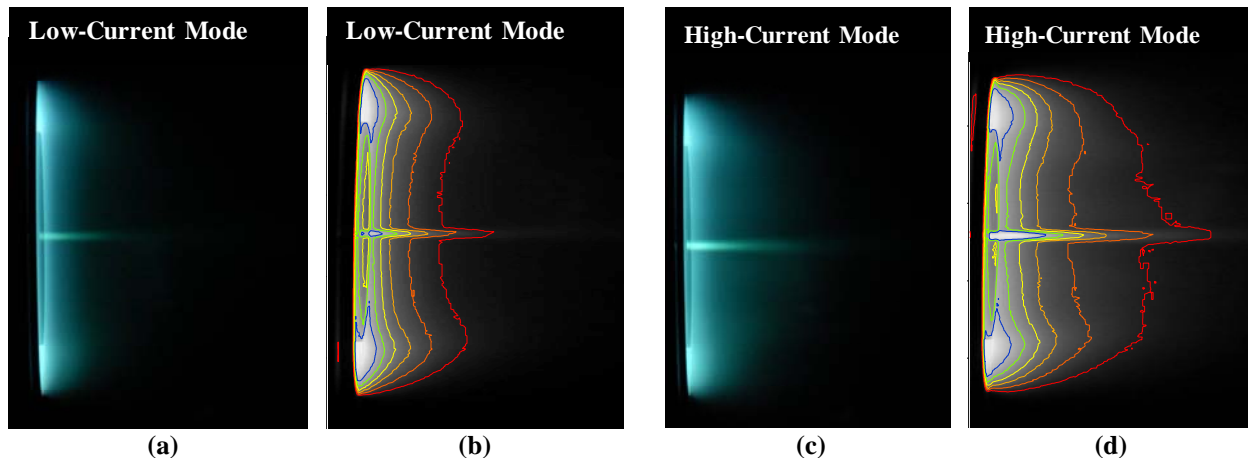 Low-Current Mode
Low-Current Mode
High-Current Mode
High-Current Mode
(a)
(b)
(c)
(d)